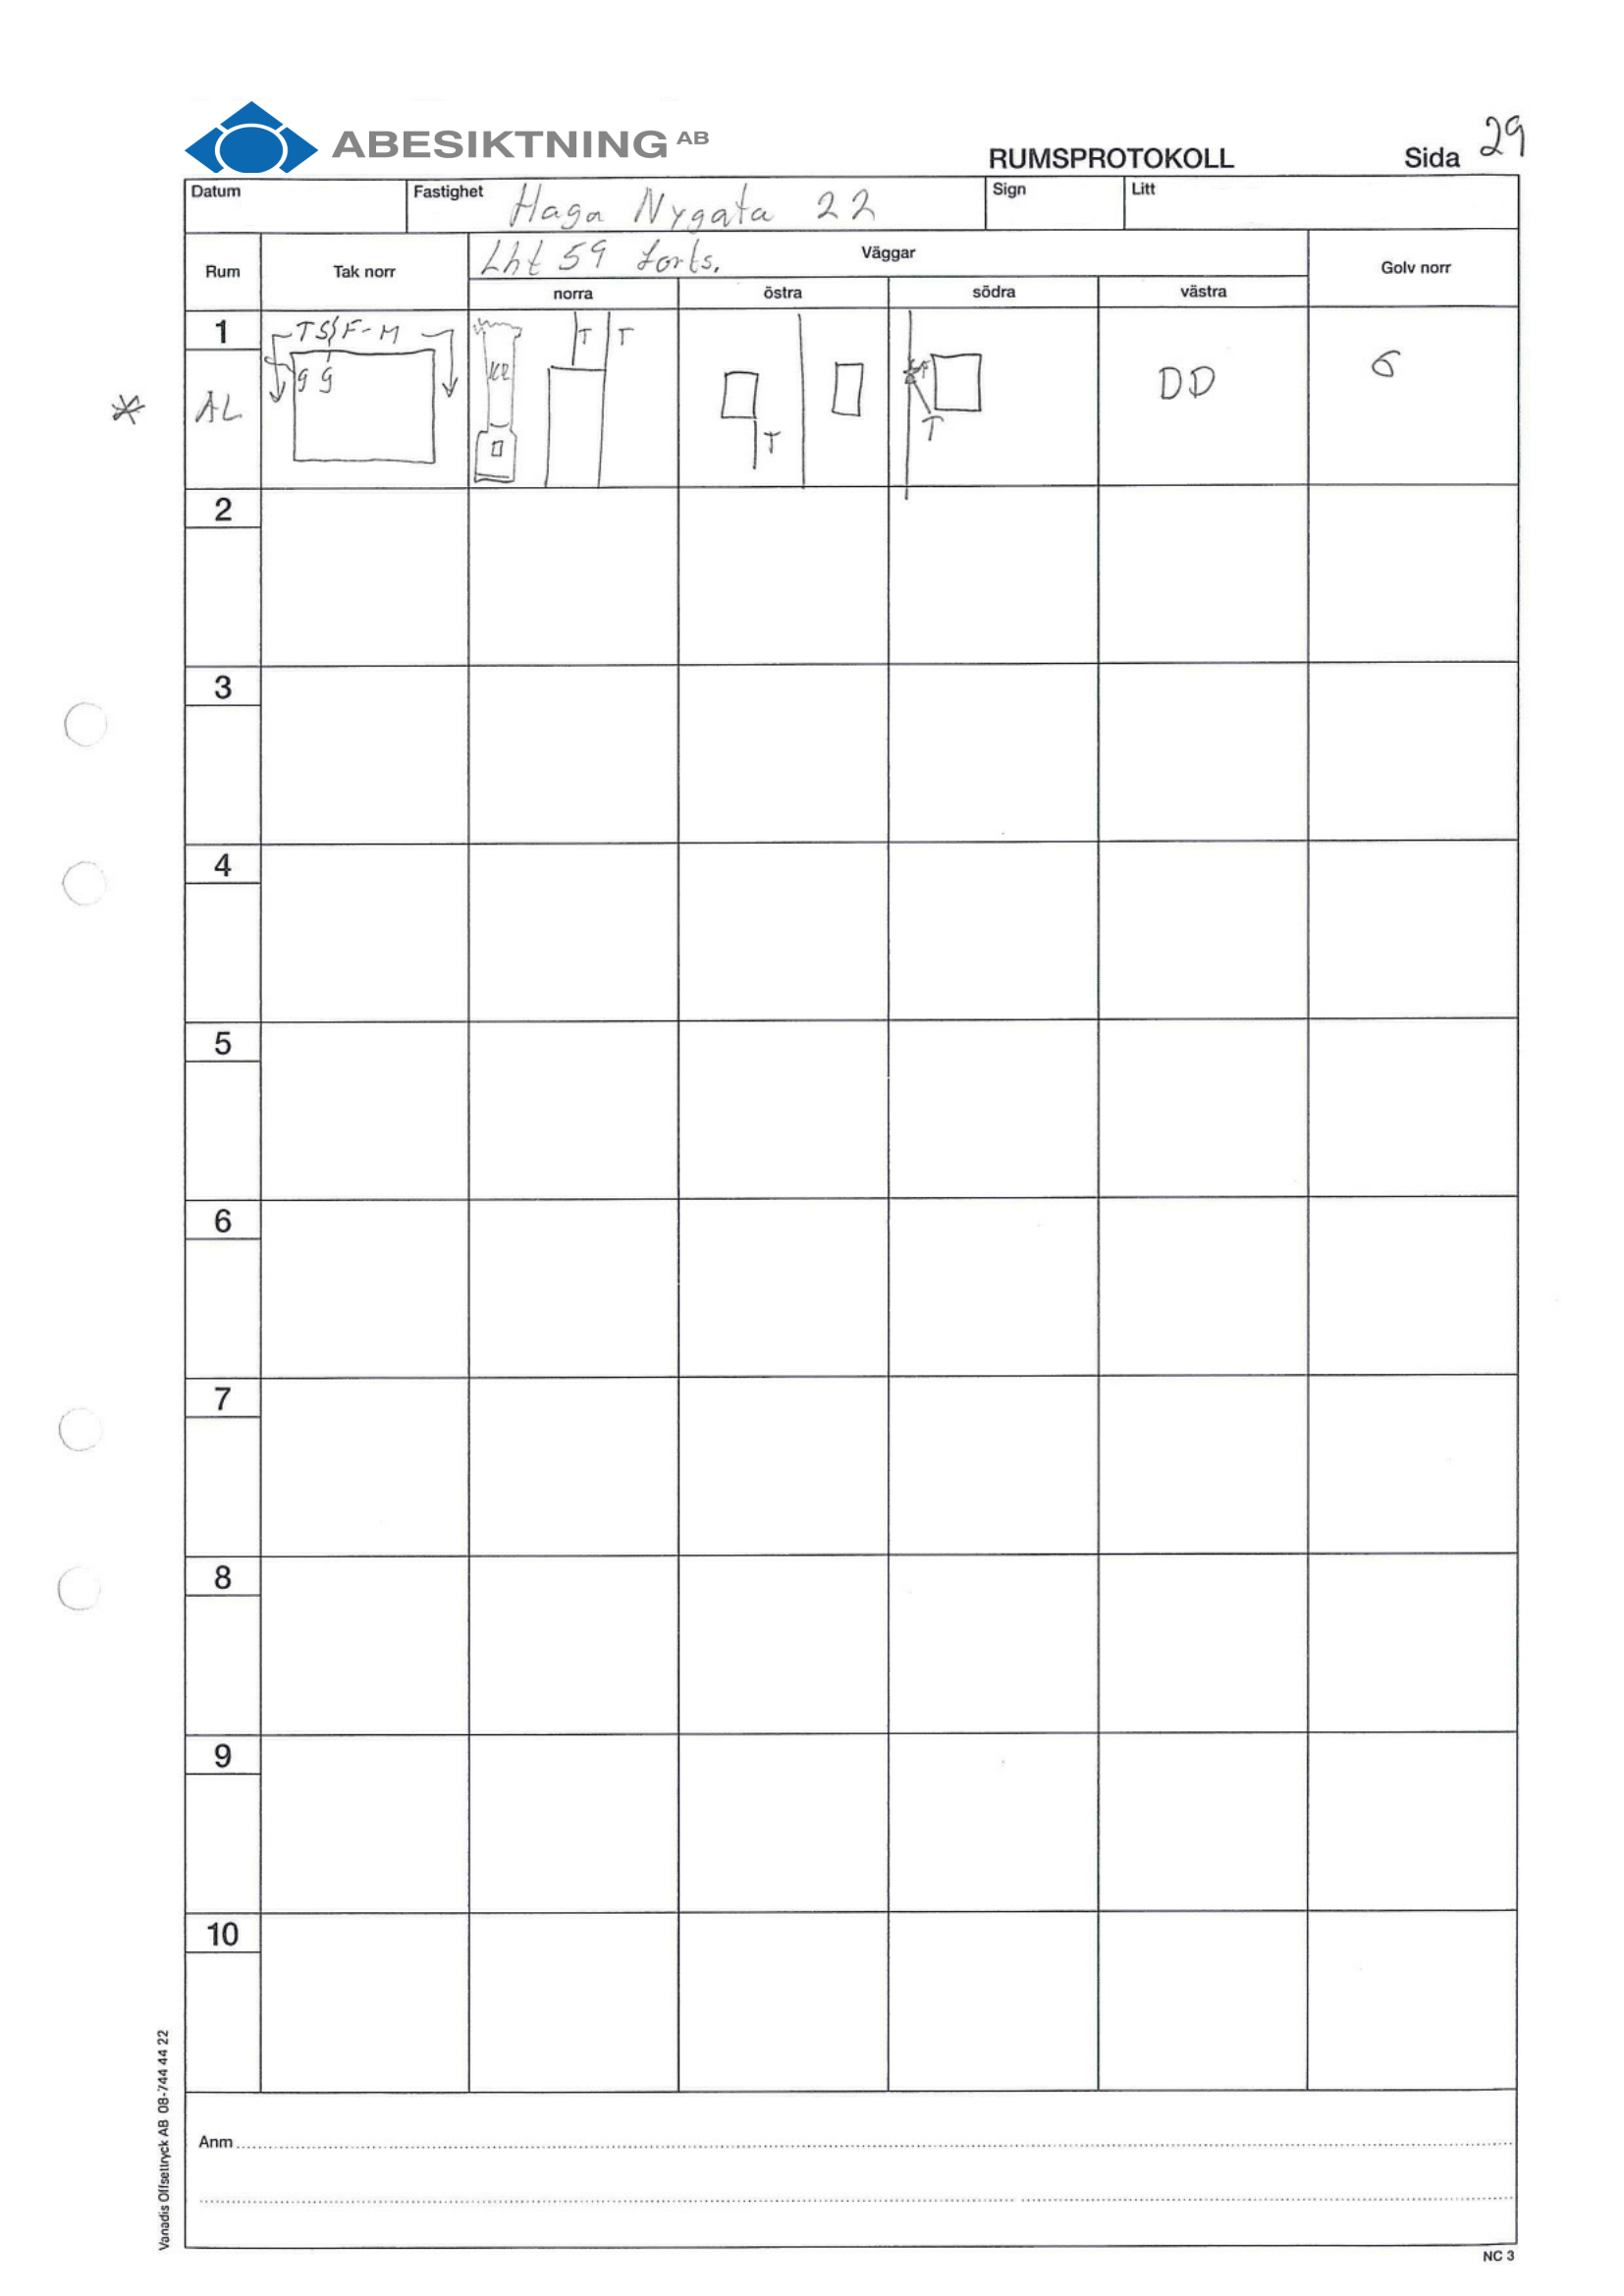 ABESIKTNING AB
RUMSPROTOKOLL
Sida 29
Datum
Fastighet Haga Nygata 22
Sign
Litt
Rum
Tak norr
Lht 59 forts.
Väggar
Golv norr
norra
östra
södra
västra
1
AL
TS/F-M
g g
T T
T
T
DD
6
2
3
4
5
6
7
8
9
10
Anm
Vanadis Offsettryck AB 08-744 44 22
NC 3